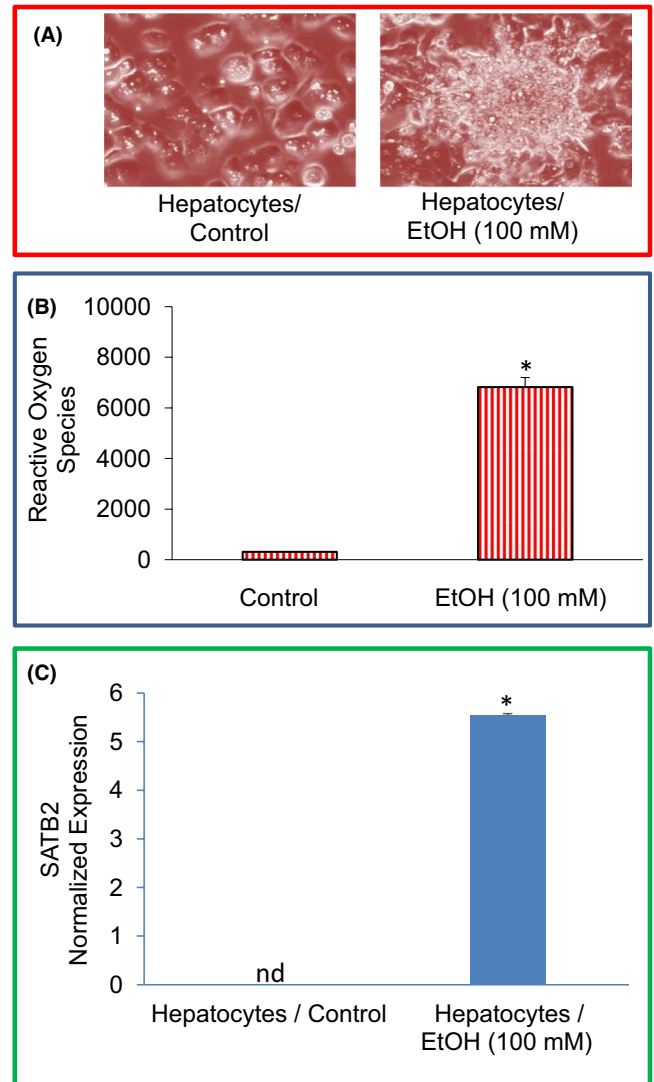 (A)
Hepatocytes/
Control
Hepatocytes/
EtOH (100 mM)
(B)
Reactive Oxygen
Species
10000
8000
6000
4000
2000
0
*
Control
EtOH (100 mM)
(C)
SATB2
Normalized Expression
6
5
4
3
2
1
0
nd
*
Hepatocytes / Control
Hepatocytes /
EtOH (100 mM)